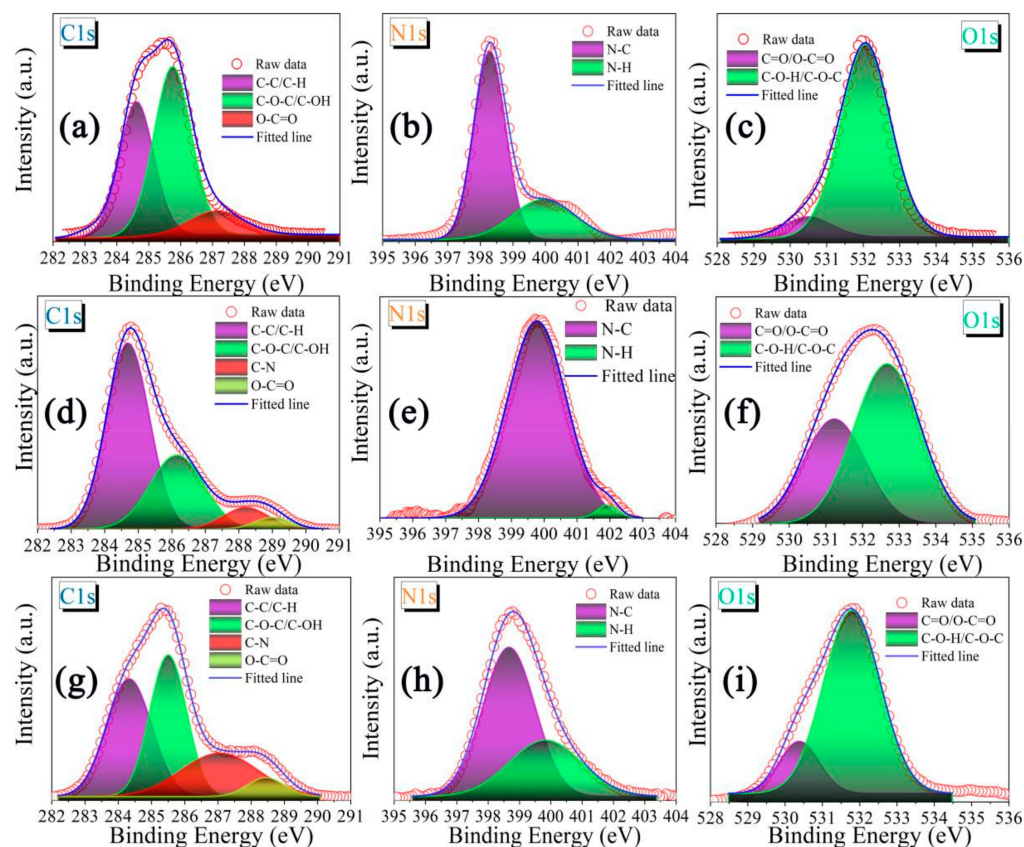 C1s
Raw data
C-C/C-H
C-O-C/C-OH
O-C=O
Fitted line
(a)
Intensity (a.u.)
282 283 284 285 286 287 288 289 290 291
Binding Energy (eV)
N1s
Raw data
N-C
N-H
Fitted line
(b)
Intensity (a.u.)
395 396 397 398 399 400 401 402 403 404
Binding Energy (eV)
O1s
Raw data
C=O/O-C=O
C-O-H/C-O-C
Fitted line
(c)
Intensity (a.u.)
528 529 530 531 532 533 534 535 536
Binding Energy (eV)
C1s
Raw data
C-C/C-H
C-O-C/C-OH
C-N
O-C=O
Fitted line
(d)
Intensity (a.u.)
282 283 284 285 286 287 288 289 290 291
Binding Energy (eV)
N1s
Raw data
N-C
N-H
Fitted line
(e)
Intensity (a.u.)
395 396 397 398 399 400 401 402 403 404
Binding Energy (eV)
O1s
Raw data
C=O/O-C=O
C-O-H/C-O-C
Fitted line
(f)
Intensity (a.u.)
528 529 530 531 532 533 534 535 536
Binding Energy (eV)
C1s
Raw data
C-C/C-H
C-O-C/C-OH
C-N
O-C=O
Fitted line
(g)
Intensity (a.u.)
282 283 284 285 286 287 288 289 290 291
Binding Energy (eV)
N1s
Raw data
N-C
N-H
Fitted line
(h)
Intensity (a.u.)
395 396 397 398 399 400 401 402 403 404
Binding Energy (eV)
O1s
Raw data
C=O/O-C=O
C-O-H/C-O-C
Fitted line
(i)
Intensity (a.u.)
528 529 530 531 532 533 534 535 536
Binding Energy (eV)